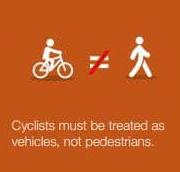 Cyclists must be treated as
vehicles, not pedestrians.